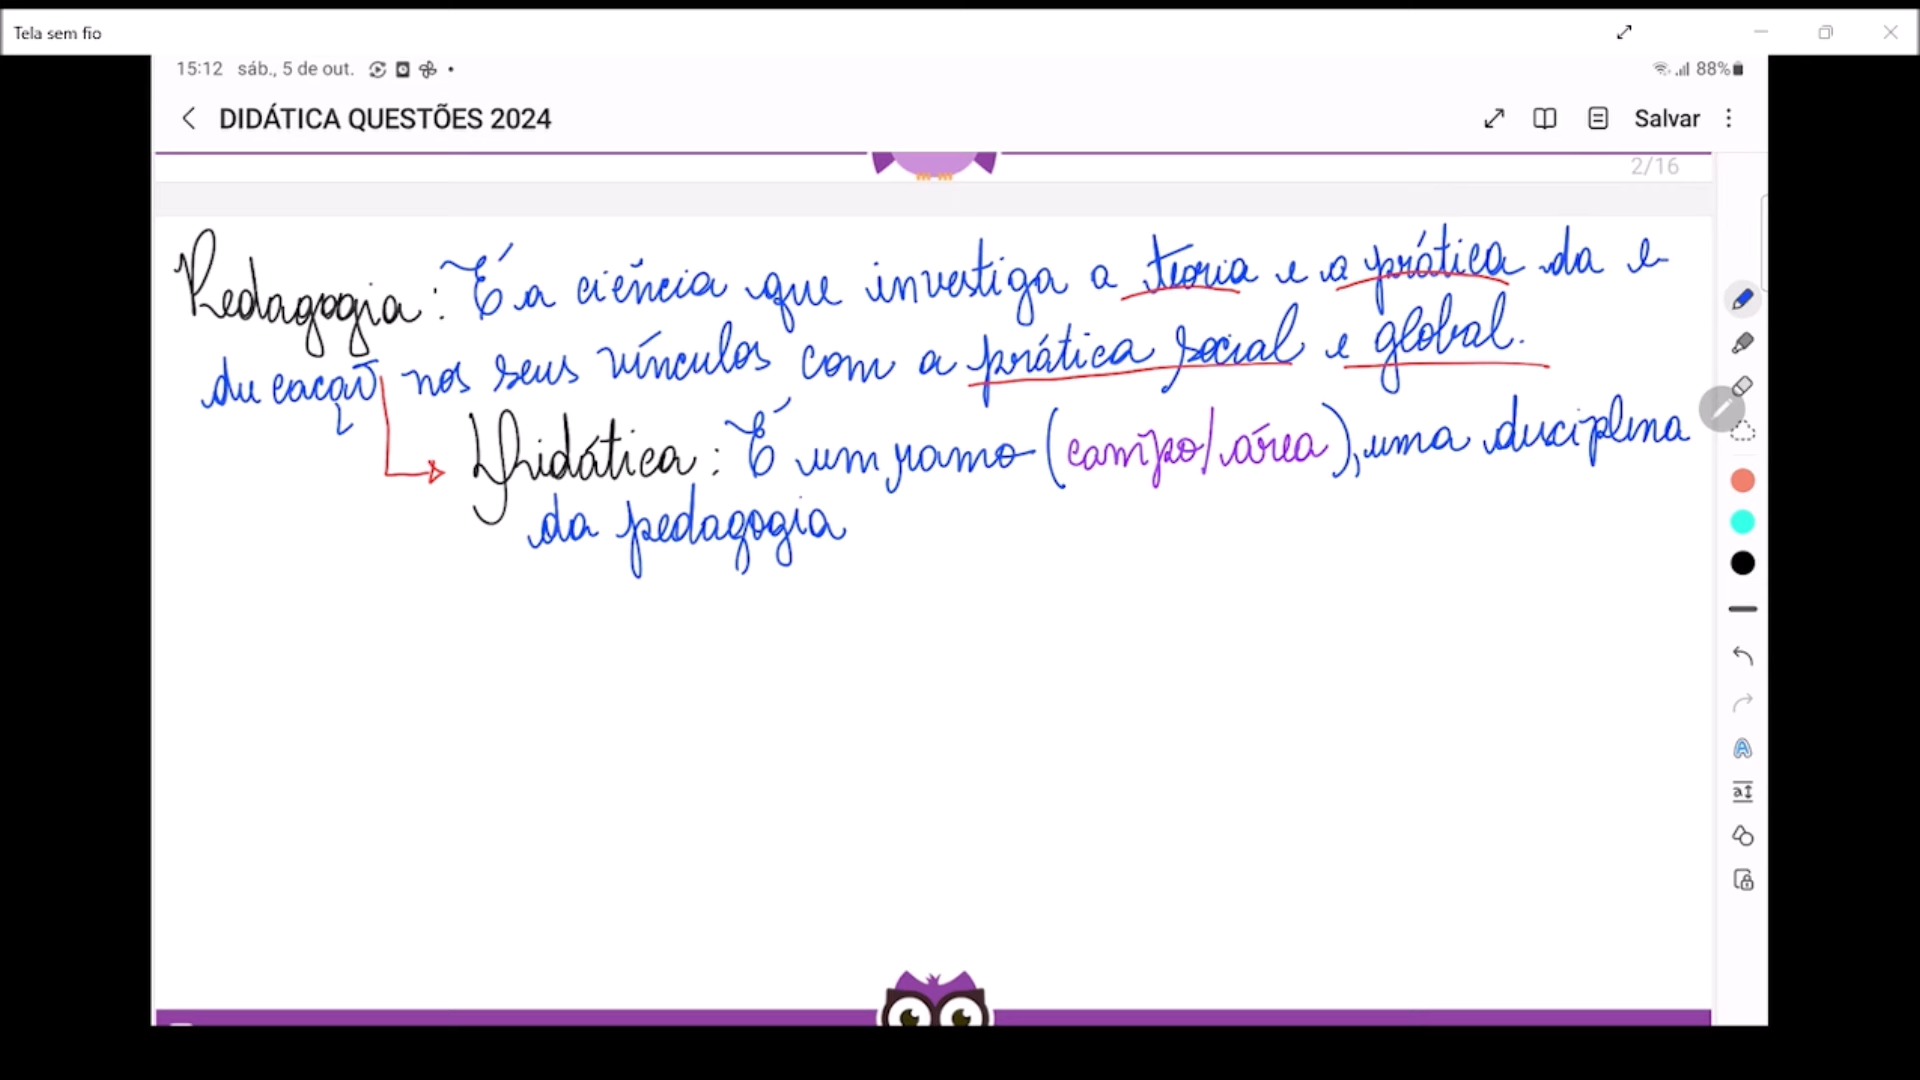 Tela sem fio
15:12 sáb., 5 de out. 88%
DIDÁTICA QUESTÕES 2024 Salvar
2/16
Pedagogia: É a ciência que investiga a teoria e a prática da e
ducação, nos seus vínculos com a prática social e global.
Didática: É um ramo (campo/área), uma disciplina
da pedagogia